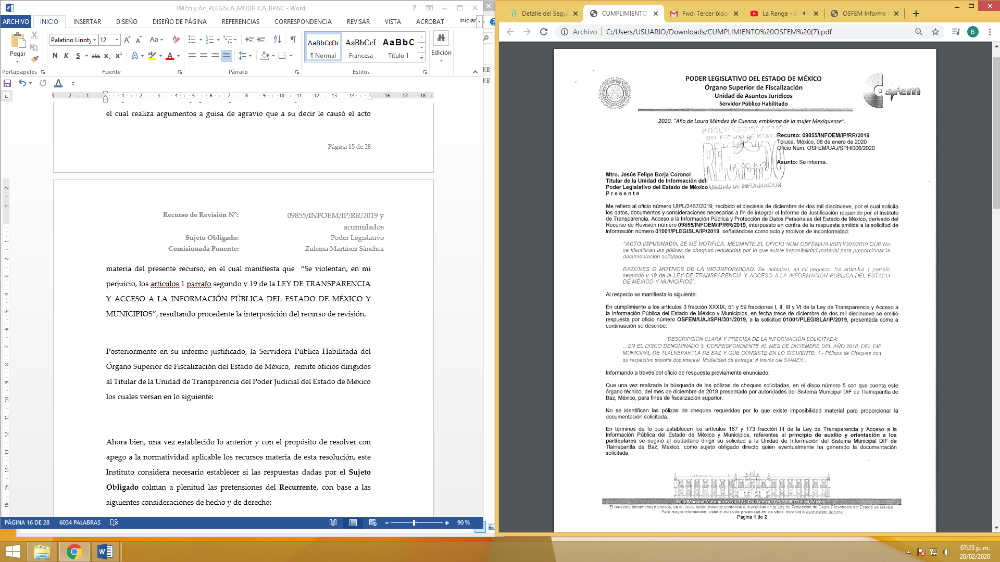 09855 y Ac_PLEGISLA_MODIFICA_BPAC - Word
ARCHIVO INICIO INSERTAR DISEÑO DISEÑO DE PÁGINA REFERENCIAS CORRESPONDENCIA REVISAR VISTA ACROBAT Iniciar
Palatino Linoty 12
Pegar
Portapapeles Fuente Párrafo Estilos
AaBbCcDc AaBbCcI AaBbC
¶ Normal Francesa Título 1
Edición
KB
KB
el cual realiza argumentos a guisa de agravio que a su decir le causó el acto
Página 15 de 28
Recurso de Revisión N°: 09855/INFOEM/IP/RR/2019 y
acumulados
Sujeto Obligado: Poder Legislativo
Comisionada Ponente: Zulema Martínez Sánchez
materia del presente recurso, en el cual manifiesta que “Se violentan, en mi
perjuicio, los articulos 1 parrafo segundo y 19 de la LEY DE TRANSPARENCIA
Y ACCESO A LA INFORMACIÓN PÚBLICA DEL ESTADO DE MÉXICO Y
MUNICIPIOS”, resultando procedente la interposición del recurso de revisión.
Posteriormente en su informe justificado, la Servidora Pública Habilitada del
Órgano Superior de Fiscalización del Estado de México, remite oficios dirigidos
al Titular de la Unidad de Transparencia del Poder Judicial del Estado de México
los cuales versan en lo siguiente:
Ahora bien, una vez establecido lo anterior y con el propósito de resolver con
apego a la normatividad aplicable los recursos materia de esta resolución, este
Instituto considera necesario establecer si las respuestas dadas por el Sujeto
Obligado colman a plenitud las pretensiones del Recurrente, con base a las
siguientes consideraciones de hecho y de derecho:
PÁGINA 16 DE 28 6034 PALABRAS 90 %
Detalle del Segu CUMPLIMIENTO Fwd: Tercer bloq La Renga - C OSFEM Informe
Archivo C:/Users/USUARIO/Downloads/CUMPLIMIENTO%20OSFEM%20(7).pdf
B
PODER LEGISLATIVO DEL ESTADO DE MÉXICO
Órgano Superior de Fiscalización
Unidad de Asuntos Jurídicos
Servidor Público Habilitado
osfem
2020. “Año de Laura Méndez de Cuenca; emblema de la mujer Mexiquense”.
PODER LEGISLATIVO
DEL ESTADO DE MÉXICO
RECIBIDO
UNIDAD DE INFORMACIÓN
Recurso: 09855/INFOEM/IP/RR/2019
Toluca, México, 08 de enero de 2020
Oficio Núm. OSFEM/UAJ/SPH/006/2020
Asunto: Se informa.
Mtro. Jesús Felipe Borja Coronel
Titular de la Unidad de Información del
Poder Legislativo del Estado de México
P r e s e n t e
Me refiero al oficio número UIPL/2467/2019, recibido el dieciséis de diciembre de dos mil diecinueve, por el cual solicita
los datos, documentos y consideraciones necesarias a fin de integrar el Informe de Justificación requerido por el Instituto
de Transparencia, Acceso a la Información Pública y Protección de Datos Personales del Estado de México, derivado del
Recurso de Revisión número 09855/INFOEM/IP/RR/2019, interpuesto en contra de la respuesta emitida a la solicitud de
información número 01001/PLEGISLA/IP/2019, señalándose como acto y motivos de inconformidad:
“ACTO IMPUGNADO. SE ME NOTIFICA, MEDIANTE EL OFICIO NUM OSFEM/UAJ/SPH/301/2019 QUE No
se identifican las pólizas de cheques requeridas por lo que existe imposibilidad material para proporcionar la
documentación solicitada.
RAZONES O MOTIVOS DE LA INCONFORMIDAD. Se violentan, en mi perjuicio, los articulos 1 parrafo
segundo y 19 de la LEY DE TRANSPARENCIA Y ACCESO A LA INFORMACIÓN PÚBLICA DEL ESTADO
DE MÉXICO Y MUNICIPIOS”.
Al respecto se manifiesta lo siguiente:
En cumplimiento a los artículos 3 fracción XXXIX, 51 y 59 fracciones I, II, III y VI de la Ley de Transparencia y Acceso a
la Información Pública del Estado de México y Municipios, en fecha trece de diciembre de dos mil diecinueve se emitió
respuesta por oficio número OSFEM/UAJ/SPH/301/2019, a la solicitud 01001/PLEGISLA/IP/2019, presentada como a
continuación se describe:
“DESCRIPCIÓN CLARA Y PRECISA DE LA INFORMACIÓN SOLICITADA:
…EN EL DISCO DENOMINADO 5, CORRESPONDIENTE AL MES DE DICIEMBRE DEL AÑO 2018, DEL DIF
MUNICIPAL DE TLALNEPANTLA DE BAZ Y QUE CONSISTE EN LO SIGUIENTE; 1.- Pólizas de Cheques con
su respectivo soporte documental. Modalidad de entrega: A través del SAIMEX”.
Informando a través del oficio de respuesta previamente enunciado:
Que una vez realizada la búsqueda de las pólizas de cheques solicitadas, en el disco número 5 con que cuenta este
órgano técnico, del mes de diciembre de 2018 presentado por autoridades del Sistema Municipal DIF de Tlalnepantla de
Baz, México, para fines de fiscalización superior.
No se identifican las pólizas de cheques requeridas por lo que existe imposibilidad material para proporcionar la
documentación solicitada.
En términos de lo que establecen los artículos 167 y 173 fracción III de la Ley de Transparencia y Acceso a la
Información Pública del Estado de México y Municipios, referentes al principio de auxilio y orientación a los
particulares se sugirió al ciudadano dirigir su solicitud a la Unidad de Información del Sistema Municipal DIF de
Tlalnepantla de Baz, México, como sujeto obligado directo quien eventualmente ha generado la documentación
solicitada.
Calle Mariano Matamoros No. 124 Col. Centro, C.P. 50000 Toluca, México.
El presente documento y anexos, en su caso, serán tratados conforme a lo previsto en la Ley de Protección de Datos Personales del Estado de México
Para mayor información, visite el aviso de privacidad en los sitios: IntraNet o www.osfem.gob.mx
Página 1 de 2
07:23 p. m.
20/02/2020